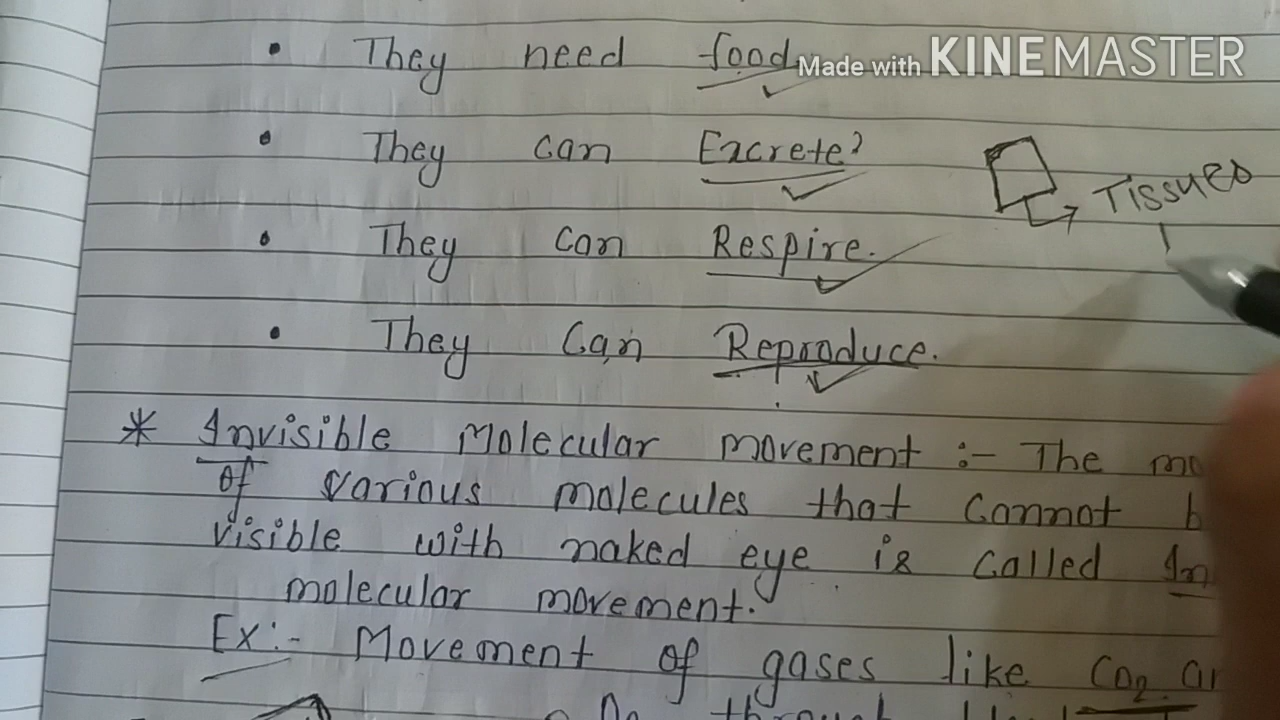 • They need food
Made with KINEMASTER
• They can Excrete?
Tissues
• They can Respire.
• They can Reproduce.
* Invisible Molecular movement :- The
of various molecules that cannot
visible with naked eye is called
molecular movement.
Ex:- Movement of gases like CO2